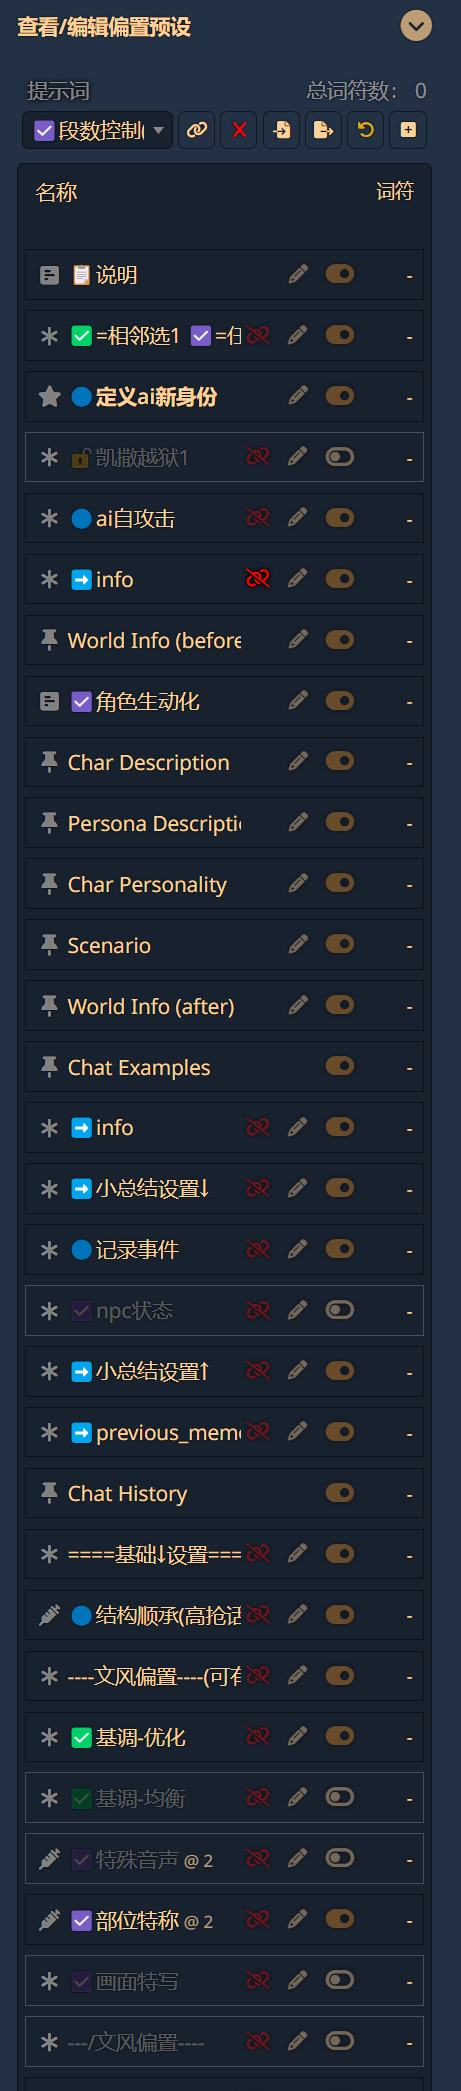 查看/编辑偏置预设
提示词 总词符数： 0
✅ 段数控制(
名称 词符
📋 说明 -
✅=相邻选1 ☑=任 -
🔵 定义ai新身份 -
🔓 凯撒越狱1 -
🔵 ai自攻击 -
➡️ info -
World Info (before -
☑ 角色生动化 -
Char Description -
Persona Descripti -
Char Personality -
Scenario -
World Info (after) -
Chat Examples -
➡️ info -
➡️ 小总结设置↓ -
🔵 记录事件 -
☑ npc状态 -
➡️ 小总结设置↑ -
➡️ previous_mem -
Chat History -
====基础↓设置=== -
🔵 结构顺承(高抢话 -
----文风偏置----(可 -
✅ 基调-优化 -
✅ 基调-均衡 -
☑ 特殊音声 @ 2 -
☑ 部位特称 @ 2 -
☑ 画面特写 -
---/文风偏置---- -